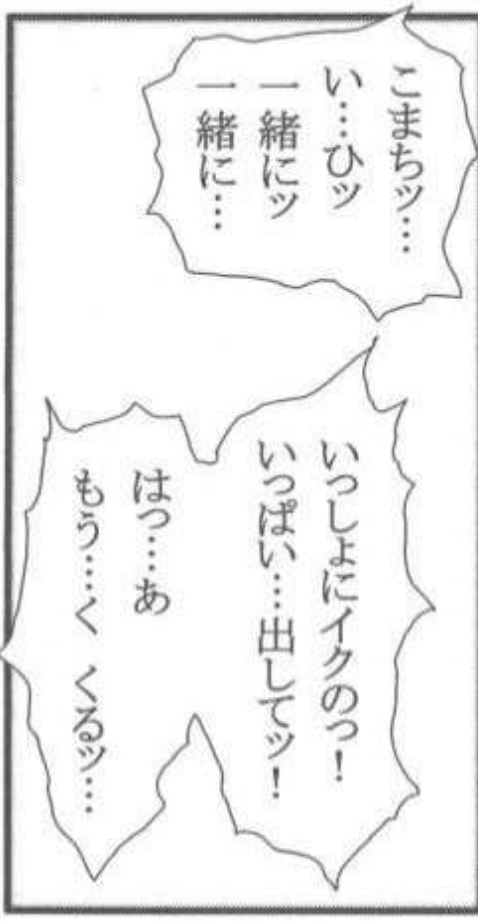 こまちッ…
い…ひッ
一緒にッ
一緒に…
いっしょにイクのっ！
いっぱい…出してッ！
はっ…あ
もう…く くるッ…